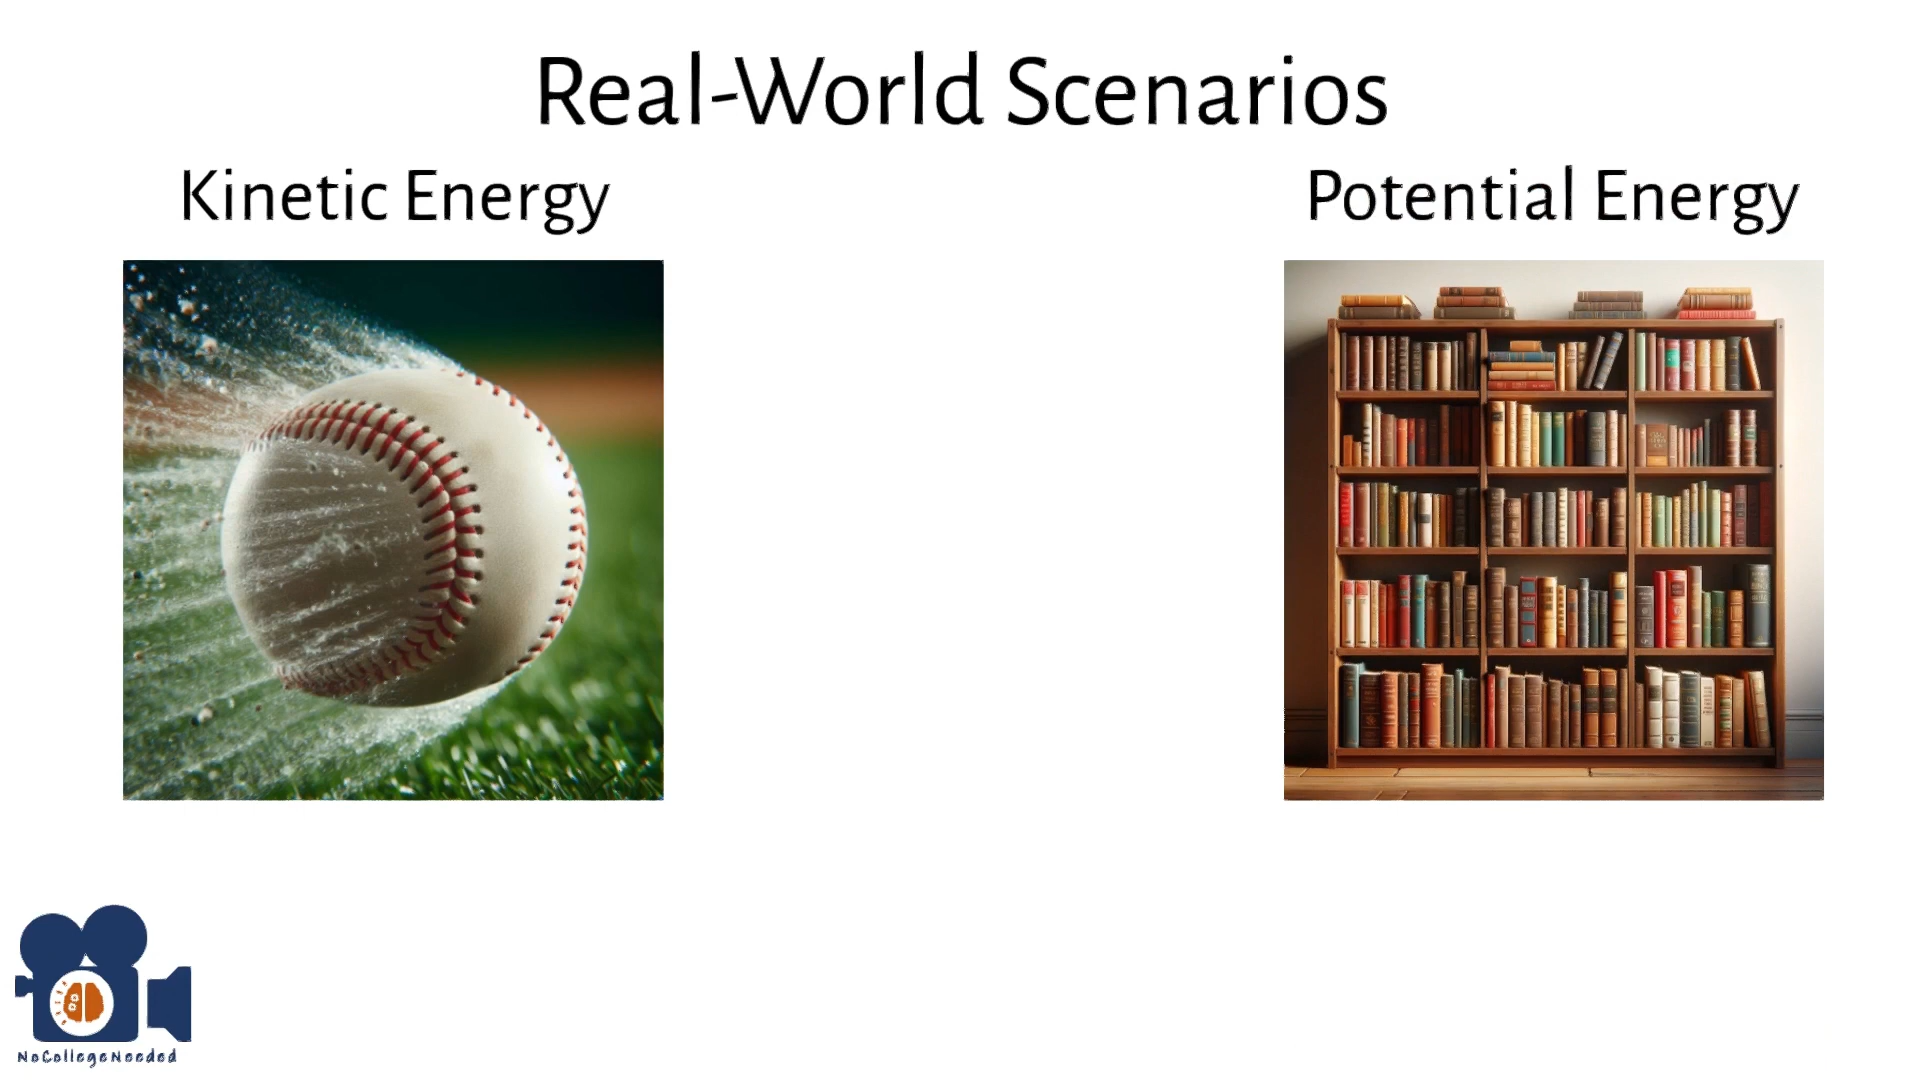 Real-World Scenarios
Kinetic Energy
Potential Energy
NoCollegeNeeded